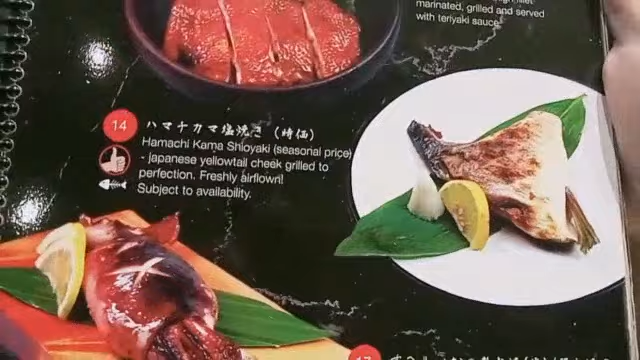 marinated, grilled and served
with teriyaki sauce
14
ハマチカマ塩焼き (時価)
Hamachi Kama Shioyaki (seasonal price)
- japanese yellowtail cheek grilled to
perfection. Freshly airflown!
Subject to availability.